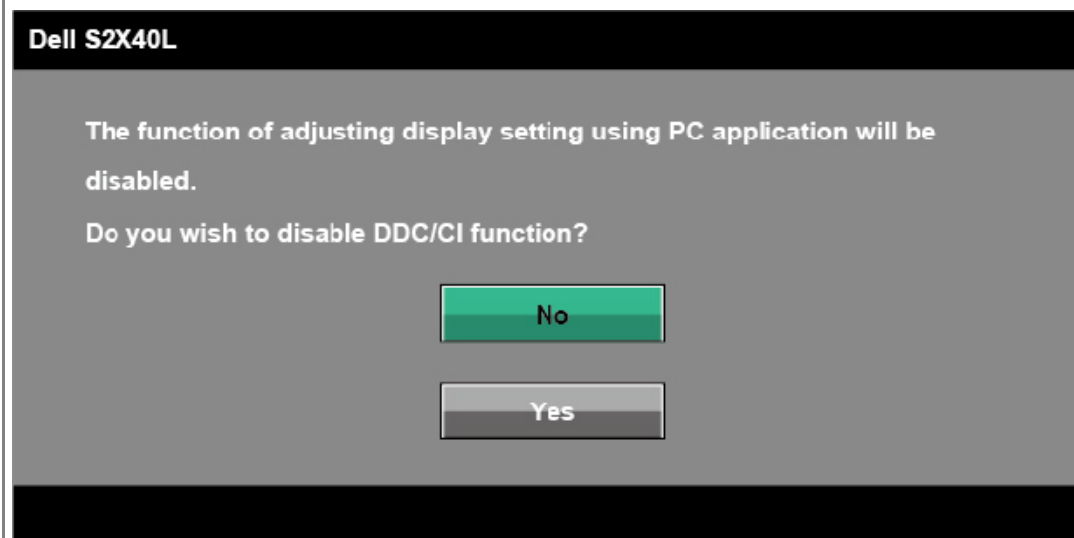 Dell S2X40L
The function of adjusting display setting using PC application will be
disabled.
Do you wish to disable DDC/CI function?
No
Yes